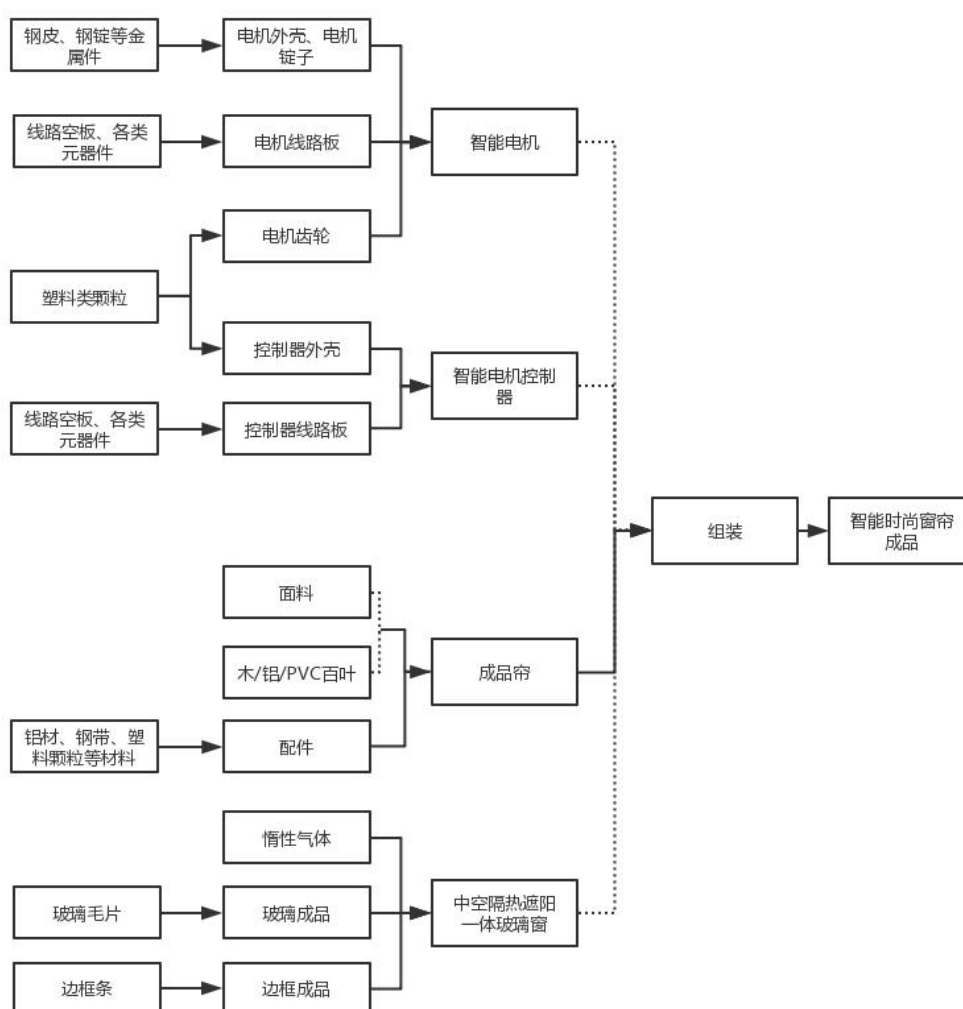 钢皮、钢锭等金
属件
电机外壳、电机
锭子
线路空板、各类
元器件
电机线路板
智能电机
电机齿轮
塑料类颗粒
控制器外壳
智能电机控制
器
线路空板、各类
元器件
控制器线路板
组装
智能时尚窗帘
成品
面料
木/铝/PVC百叶
成品帘
铝材、钢带、塑
料颗粒等材料
配件
惰性气体
玻璃毛片
玻璃成品
中空隔热遮阳
一体玻璃窗
边框条
边框成品